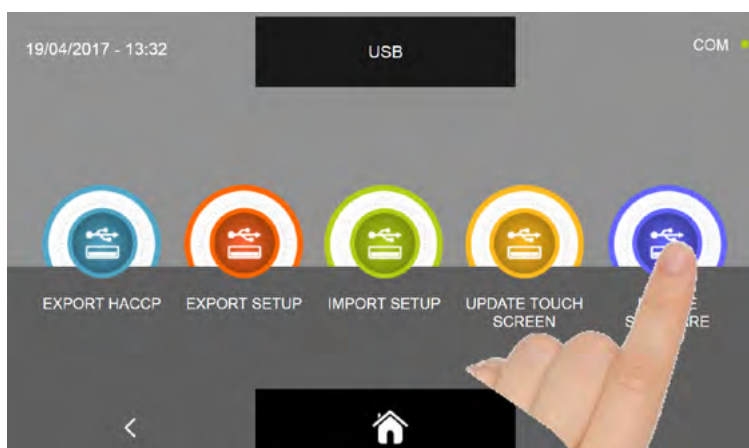 19/04/2017 - 13:32
USB
COM
EXPORT HACCP
EXPORT SETUP
IMPORT SETUP
UPDATE TOUCH
SCREEN